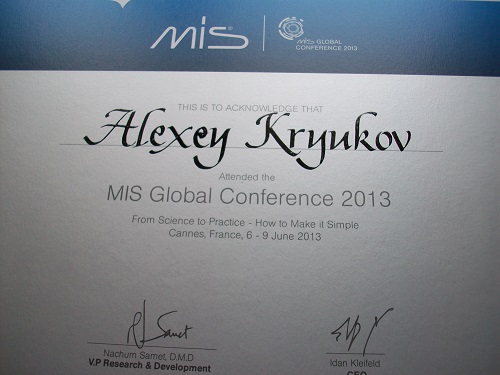 MIS®
MIS GLOBAL
CONFERENCE 2013
THIS IS TO ACKNOWLEDGE THAT
Alexey Kryukov
Attended the
MIS Global Conference 2013
From Science to Practice - How to Make it Simple
Cannes, France, 6 - 9 June 2013
Nachum Samet, D.M.D
V.P Research & Development
Idan Kleifeld
CEO